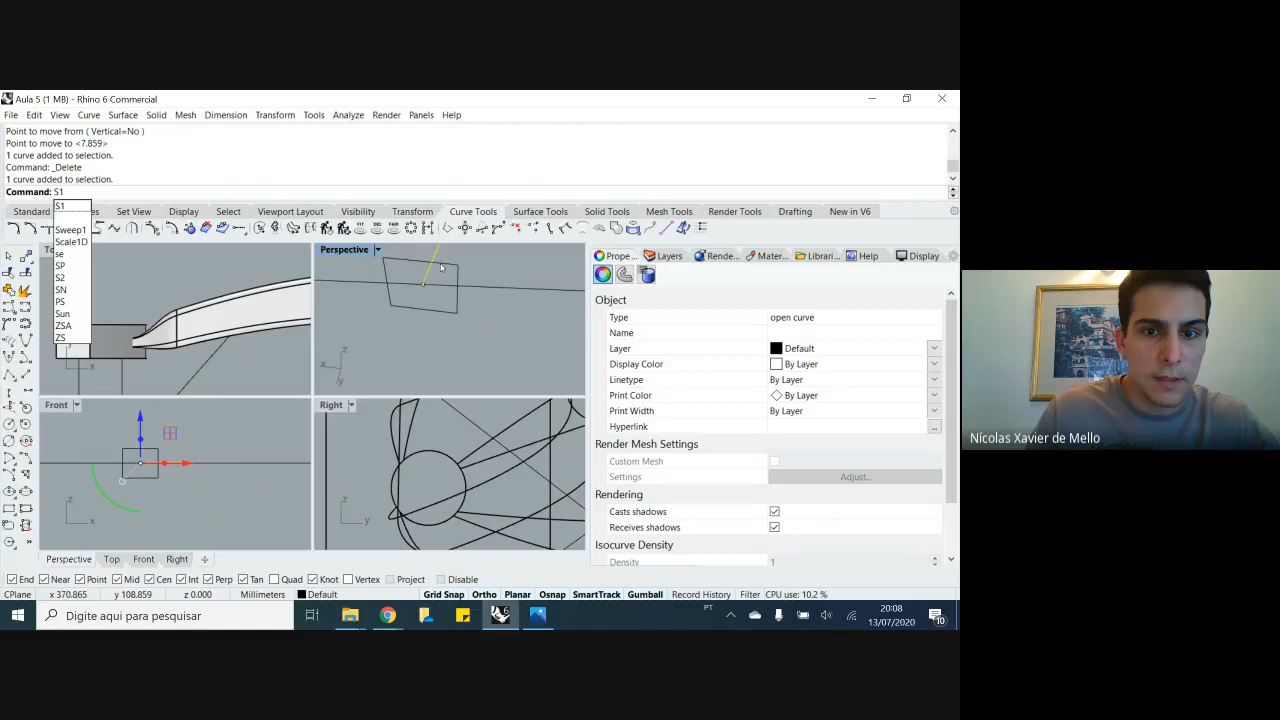 Aula 5 (1 MB) - Rhino 6 Commercial
File Edit View Curve Surface Solid Mesh Dimension Transform Tools Analyze Render Panels Help
Point to move from ( Vertical=No )
Point to move to <7.859>
1 curve added to selection.
Command: _Delete
1 curve added to selection.
Command: S1
S1
Sweep1
Scale1D
se
SP
S2
SN
PS
Sun
ZSA
ZS
Standard Set View Display Select Viewport Layout Visibility Transform Curve Tools Surface Tools Solid Tools Mesh Tools Render Tools Drafting New in V6
Perspective
x
z
x
y
Front
z
x
Right
z
y
Prope... Layers Rende... Mater... Librari... Help Display
Object
Type open curve
Name
Layer Default
Display Color By Layer
Linetype By Layer
Print Color By Layer
Print Width By Layer
Hyperlink ...
Render Mesh Settings
Custom Mesh
Settings Adjust...
Rendering
Casts shadows
Receives shadows
Isocurve Density
Density 1
Perspective Top Front Right
End Near Point Mid Cen Int Perp Tan Quad Knot Vertex Project Disable
CPlane x 370.865 y 108.859 z 0.000 Millimeters Default Grid Snap Ortho Planar Osnap SmartTrack Gumball Record History Filter CPU use: 10.2 %
Digite aqui para pesquisar
PT
20:08
13/07/2020
10
Nícolas Xavier de Mello